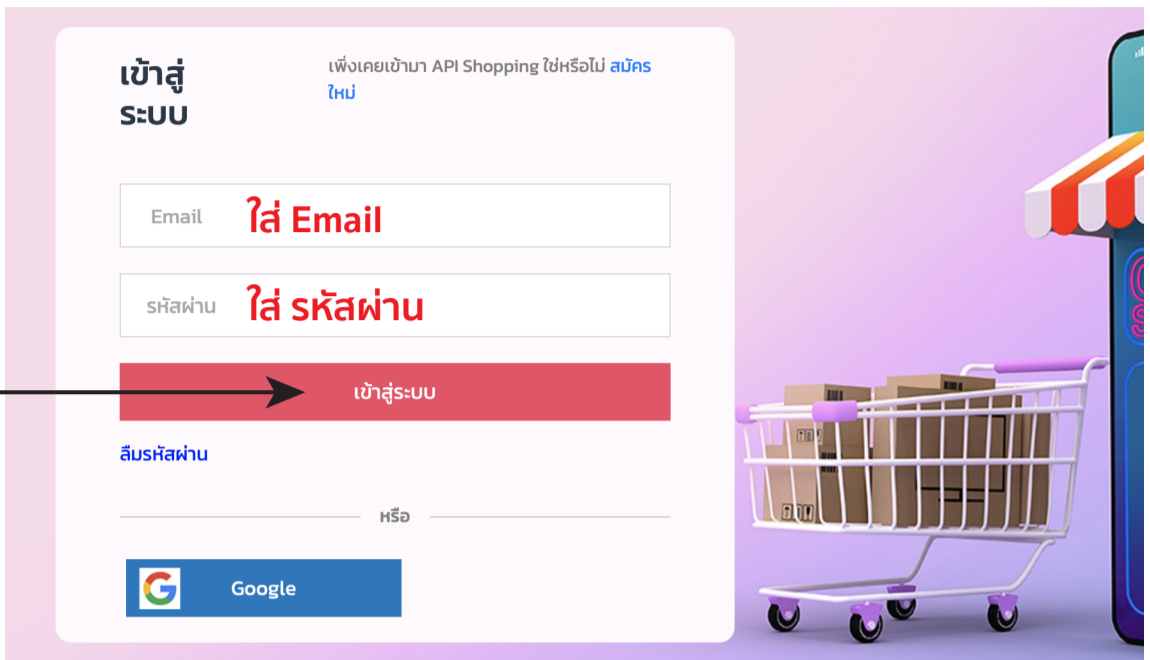 เข้าสู่
ระบบ
เพิ่งเคยเข้ามา API Shopping ใช่หรือไม่ สมัคร
ใหม่
Email ใส่ Email
รหัสผ่าน ใส่ รหัสผ่าน
เข้าสู่ระบบ
ลืมรหัสผ่าน
หรือ
Google